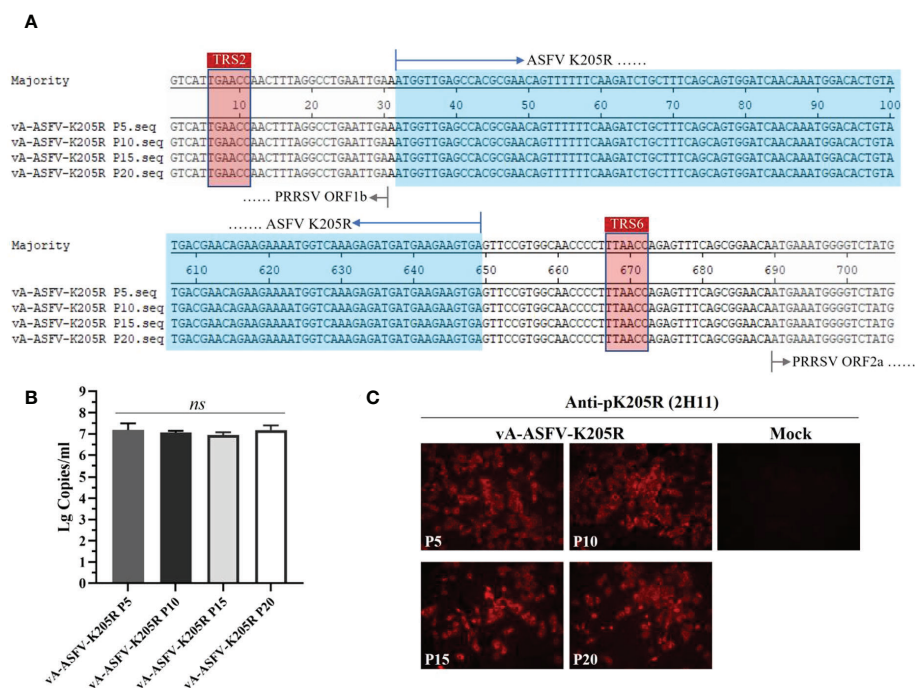 A
TRS2
ASFV K205R ……
Majority GTCATTGAACCAACTTTAGGCCTGAATTGAAATGGTTGAGCCACGCGAACAGTTTTTTCAAGATCTGCTTTCAGCAGTGGATCAACAAATGGACACTGTA
10 20 30 40 50 60 70 80 90 100
vA-ASFV-K205R P5.seq GTCATTGAACCAACTTTAGGCCTGAATTGAAATGGTTGAGCCACGCGAACAGTTTTTTCAAGATCTGCTTTCAGCAGTGGATCAACAAATGGACACTGTA
vA-ASFV-K205R P10.seq GTCATTGAACCAACTTTAGGCCTGAATTGAAATGGTTGAGCCACGCGAACAGTTTTTTCAAGATCTGCTTTCAGCAGTGGATCAACAAATGGACACTGTA
vA-ASFV-K205R P15.seq GTCATTGAACCAACTTTAGGCCTGAATTGAAATGGTTGAGCCACGCGAACAGTTTTTTCAAGATCTGCTTTCAGCAGTGGATCAACAAATGGACACTGTA
vA-ASFV-K205R P20.seq GTCATTGAACCAACTTTAGGCCTGAATTGAAATGGTTGAGCCACGCGAACAGTTTTTTCAAGATCTGCTTTCAGCAGTGGATCAACAAATGGACACTGTA
…… PRRSV ORF1b
……. ASFV K205R
TRS6
Majority TGACGAACAGAAGAAAATGGTCAAAGAGATGATGAAGAAGTGAGTTCCGTGGCAACCCCTTTAACCAGAGTTTCAGCGGAACAATGAAATGGGGTCTATG
610 620 630 640 650 660 670 680 690 700
vA-ASFV-K205R P5.seq TGACGAACAGAAGAAAATGGTCAAAGAGATGATGAAGAAGTGAGTTCCGTGGCAACCCCTTTAACCAGAGTTTCAGCGGAACAATGAAATGGGGTCTATG
vA-ASFV-K205R P10.seq TGACGAACAGAAGAAAATGGTCAAAGAGATGATGAAGAAGTGAGTTCCGTGGCAACCCCTTTAACCAGAGTTTCAGCGGAACAATGAAATGGGGTCTATG
vA-ASFV-K205R P15.seq TGACGAACAGAAGAAAATGGTCAAAGAGATGATGAAGAAGTGAGTTCCGTGGCAACCCCTTTAACCAGAGTTTCAGCGGAACAATGAAATGGGGTCTATG
vA-ASFV-K205R P20.seq TGACGAACAGAAGAAAATGGTCAAAGAGATGATGAAGAAGTGAGTTCCGTGGCAACCCCTTTAACCAGAGTTTCAGCGGAACAATGAAATGGGGTCTATG
PRRSV ORF2a ……
B
ns
Lg Copies/ml
9
8
7
6
5
4
3
2
1
0
vA-ASFV-K205R P5
vA-ASFV-K205R P10
vA-ASFV-K205R P15
vA-ASFV-K205R P20
C
Anti-pK205R (2H11)
vA-ASFV-K205R Mock
P5 P10
P15 P20